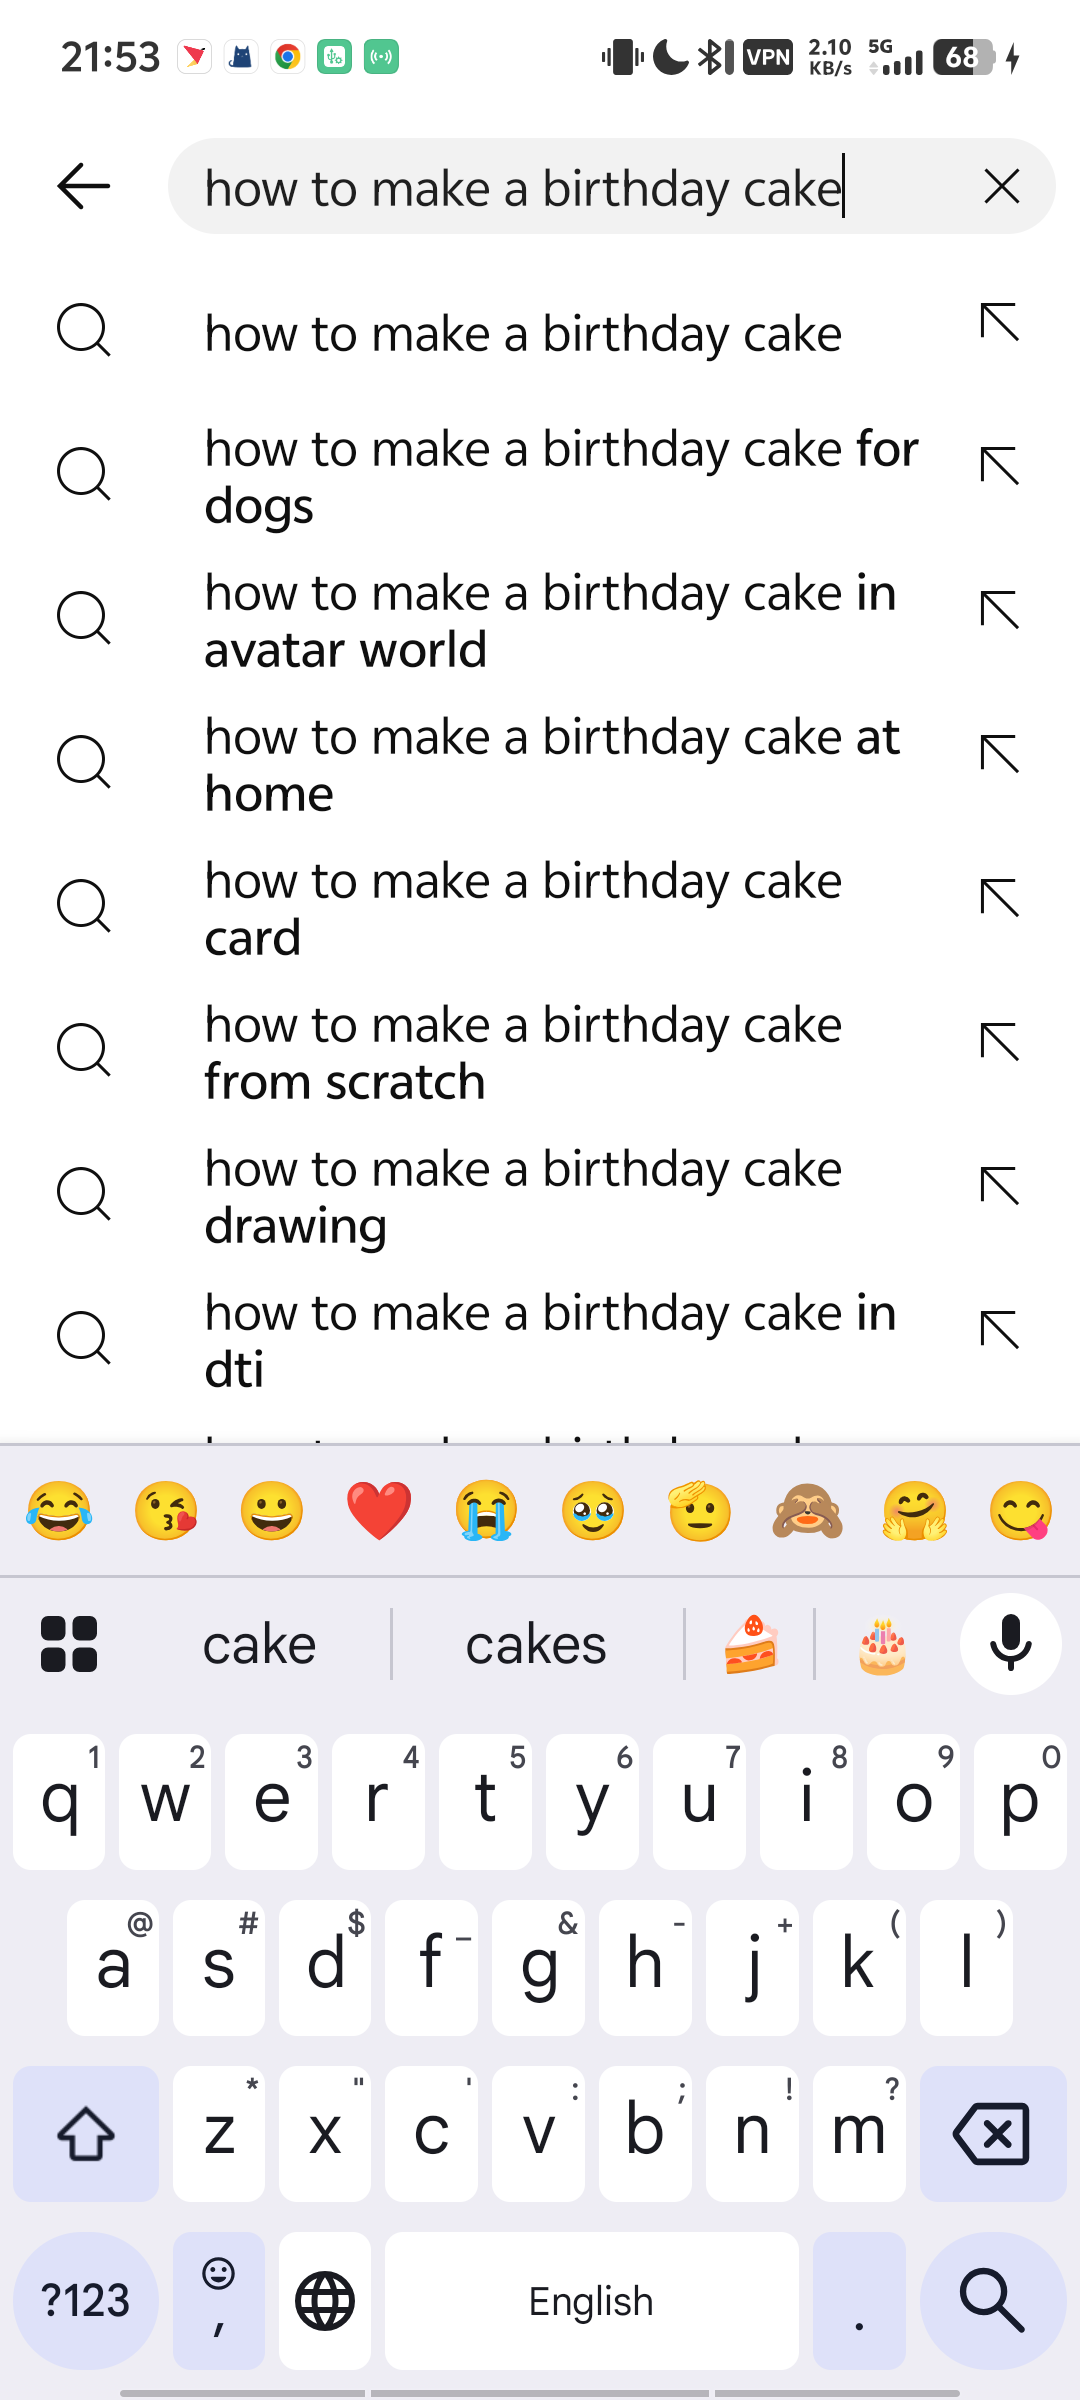 21:53 VPN 2.10 KB/s 5G 68
how to make a birthday cake
how to make a birthday cake
how to make a birthday cake for
dogs
how to make a birthday cake in
avatar world
how to make a birthday cake at
home
how to make a birthday cake
card
how to make a birthday cake
from scratch
how to make a birthday cake
drawing
how to make a birthday cake in
dti
cake cakes
1 2 3 4 5 6 7 8 9 0
q w e r t y u i o p
@ # $ _ & - + ( )
a s d f g h j k l
* " ' : ; ! ?
z x c v b n m
?123 , English .